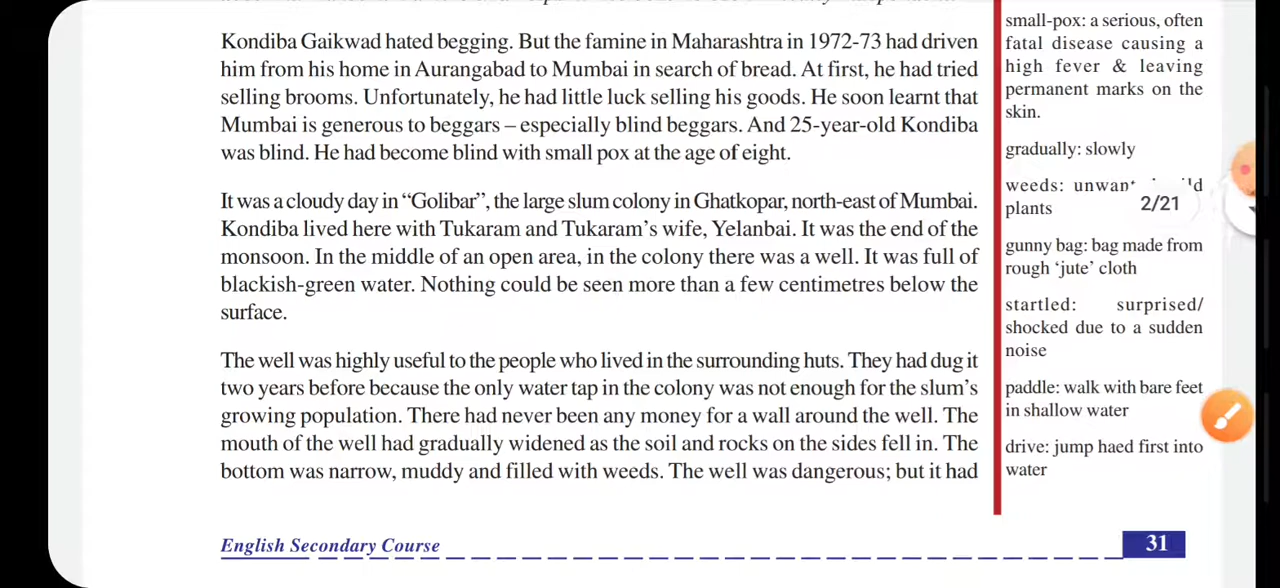 Kondiba Gaikwad hated begging. But the famine in Maharashtra in 1972-73 had driven
him from his home in Aurangabad to Mumbai in search of bread. At first, he had tried
selling brooms. Unfortunately, he had little luck selling his goods. He soon learnt that
Mumbai is generous to beggars – especially blind beggars. And 25-year-old Kondiba
was blind. He had become blind with small pox at the age of eight.
It was a cloudy day in “Golibar”, the large slum colony in Ghatkopar, north-east of Mumbai.
Kondiba lived here with Tukaram and Tukaram’s wife, Yelanbai. It was the end of the
monsoon. In the middle of an open area, in the colony there was a well. It was full of
blackish-green water. Nothing could be seen more than a few centimetres below the
surface.
The well was highly useful to the people who lived in the surrounding huts. They had dug it
two years before because the only water tap in the colony was not enough for the slum’s
growing population. There had never been any money for a wall around the well. The
mouth of the well had gradually widened as the soil and rocks on the sides fell in. The
bottom was narrow, muddy and filled with weeds. The well was dangerous; but it had
small-pox: a serious, often
fatal disease causing a
high fever & leaving
permanent marks on the
skin.
gradually: slowly
weeds:
plants
2/21
gunny bag: bag made from
rough ‘jute’ cloth
startled: surprised/
shocked due to a sudden
noise
paddle: walk with bare feet
in shallow water
drive: jump haed first into
water
English Secondary Course
31